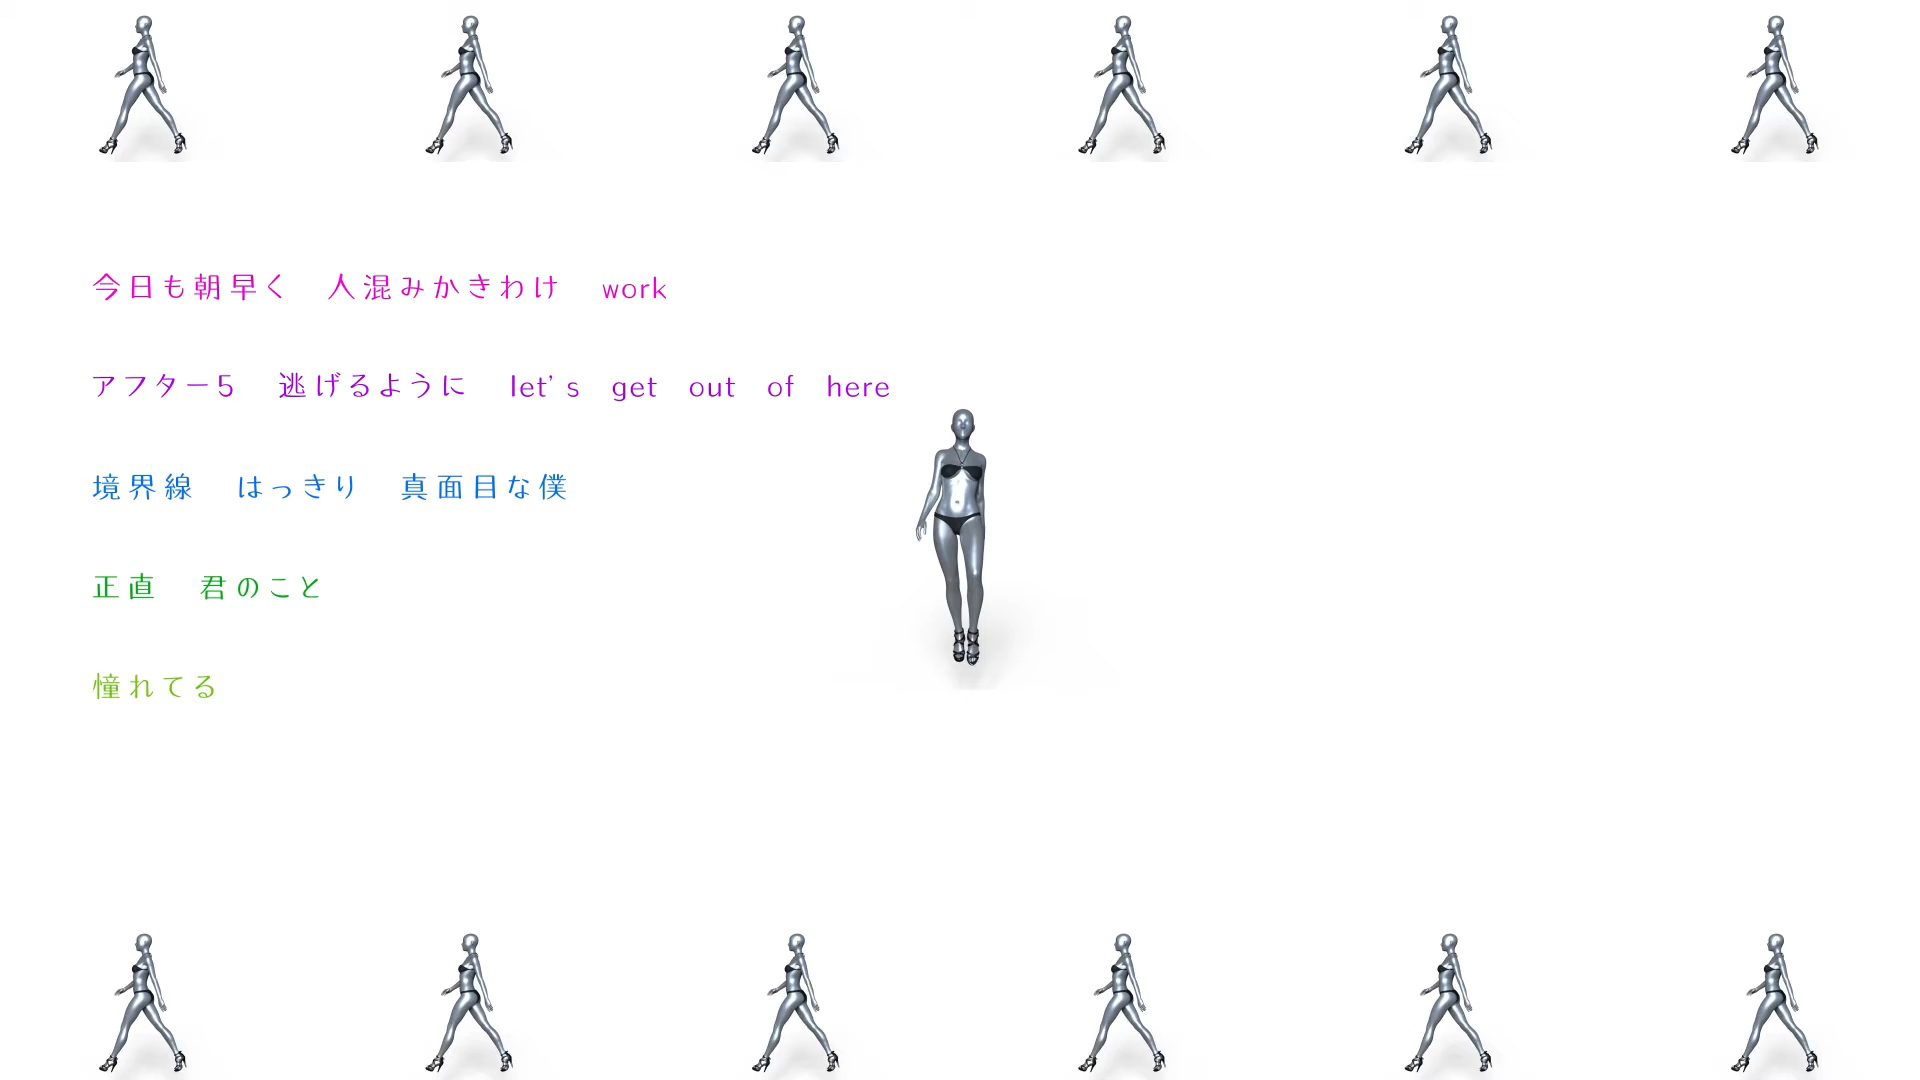 今日も朝早く　人混みかきわけ　work
アフター5　逃げるように　let's get out of here
境界線　はっきり　真面目な僕
正直　君のこと
憧れてる